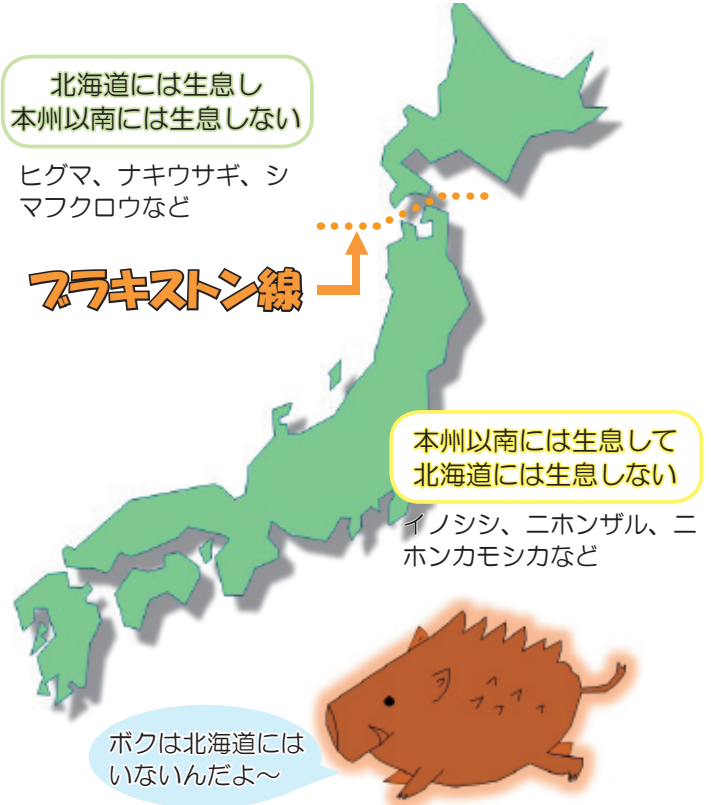 北海道には生息し
本州以南には生息しない
ヒグマ、ナキウサギ、シ
マフクロウなど
ブラキストン線
本州以南には生息して
北海道には生息しない
イノシシ、ニホンザル、ニ
ホンカモシカなど
ボクは北海道には
いないんだよ～